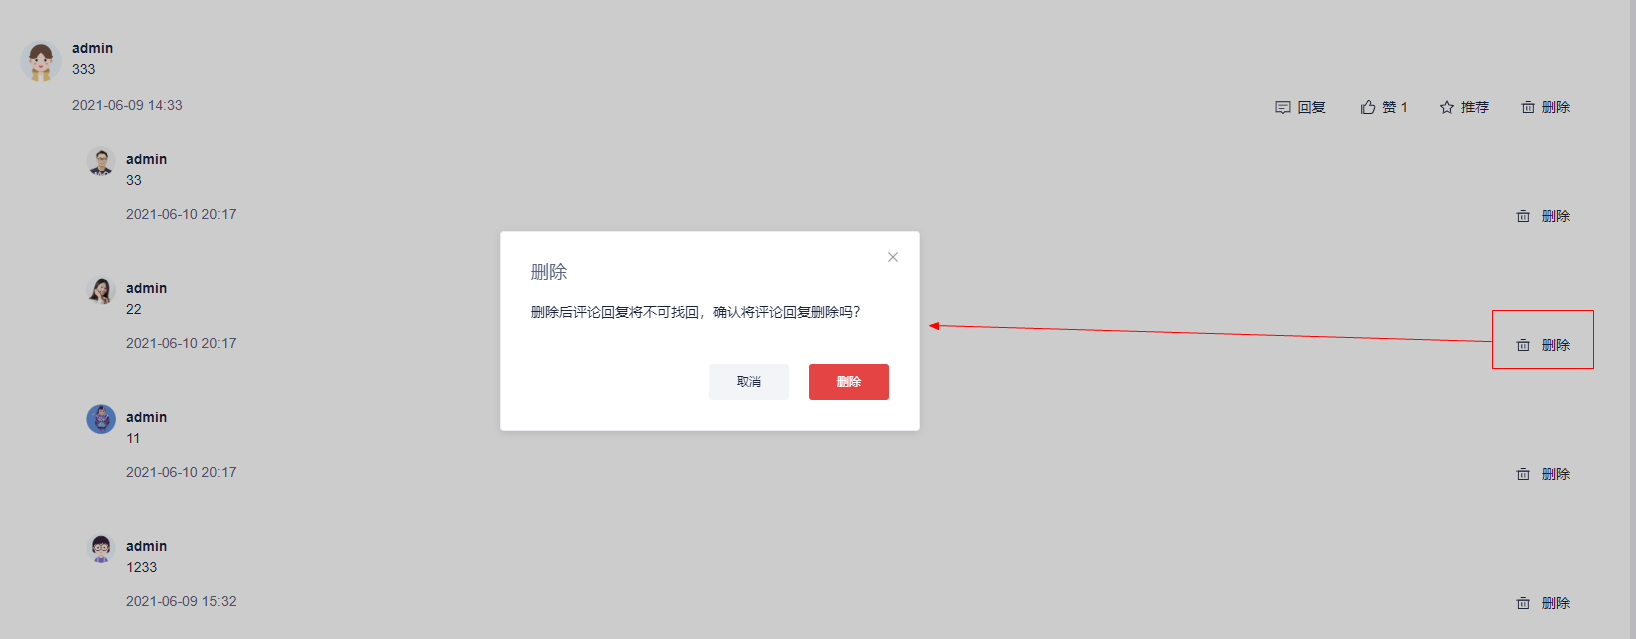 admin
333
2021-06-09 14:33
回复 赞 1 推荐 删除
admin
33
2021-06-10 20:17
删除
删除
删除后评论回复将不可找回，确认将评论回复删除吗？
取消 删除
admin
22
2021-06-10 20:17
删除
admin
11
2021-06-10 20:17
删除
admin
1233
2021-06-09 15:32
删除